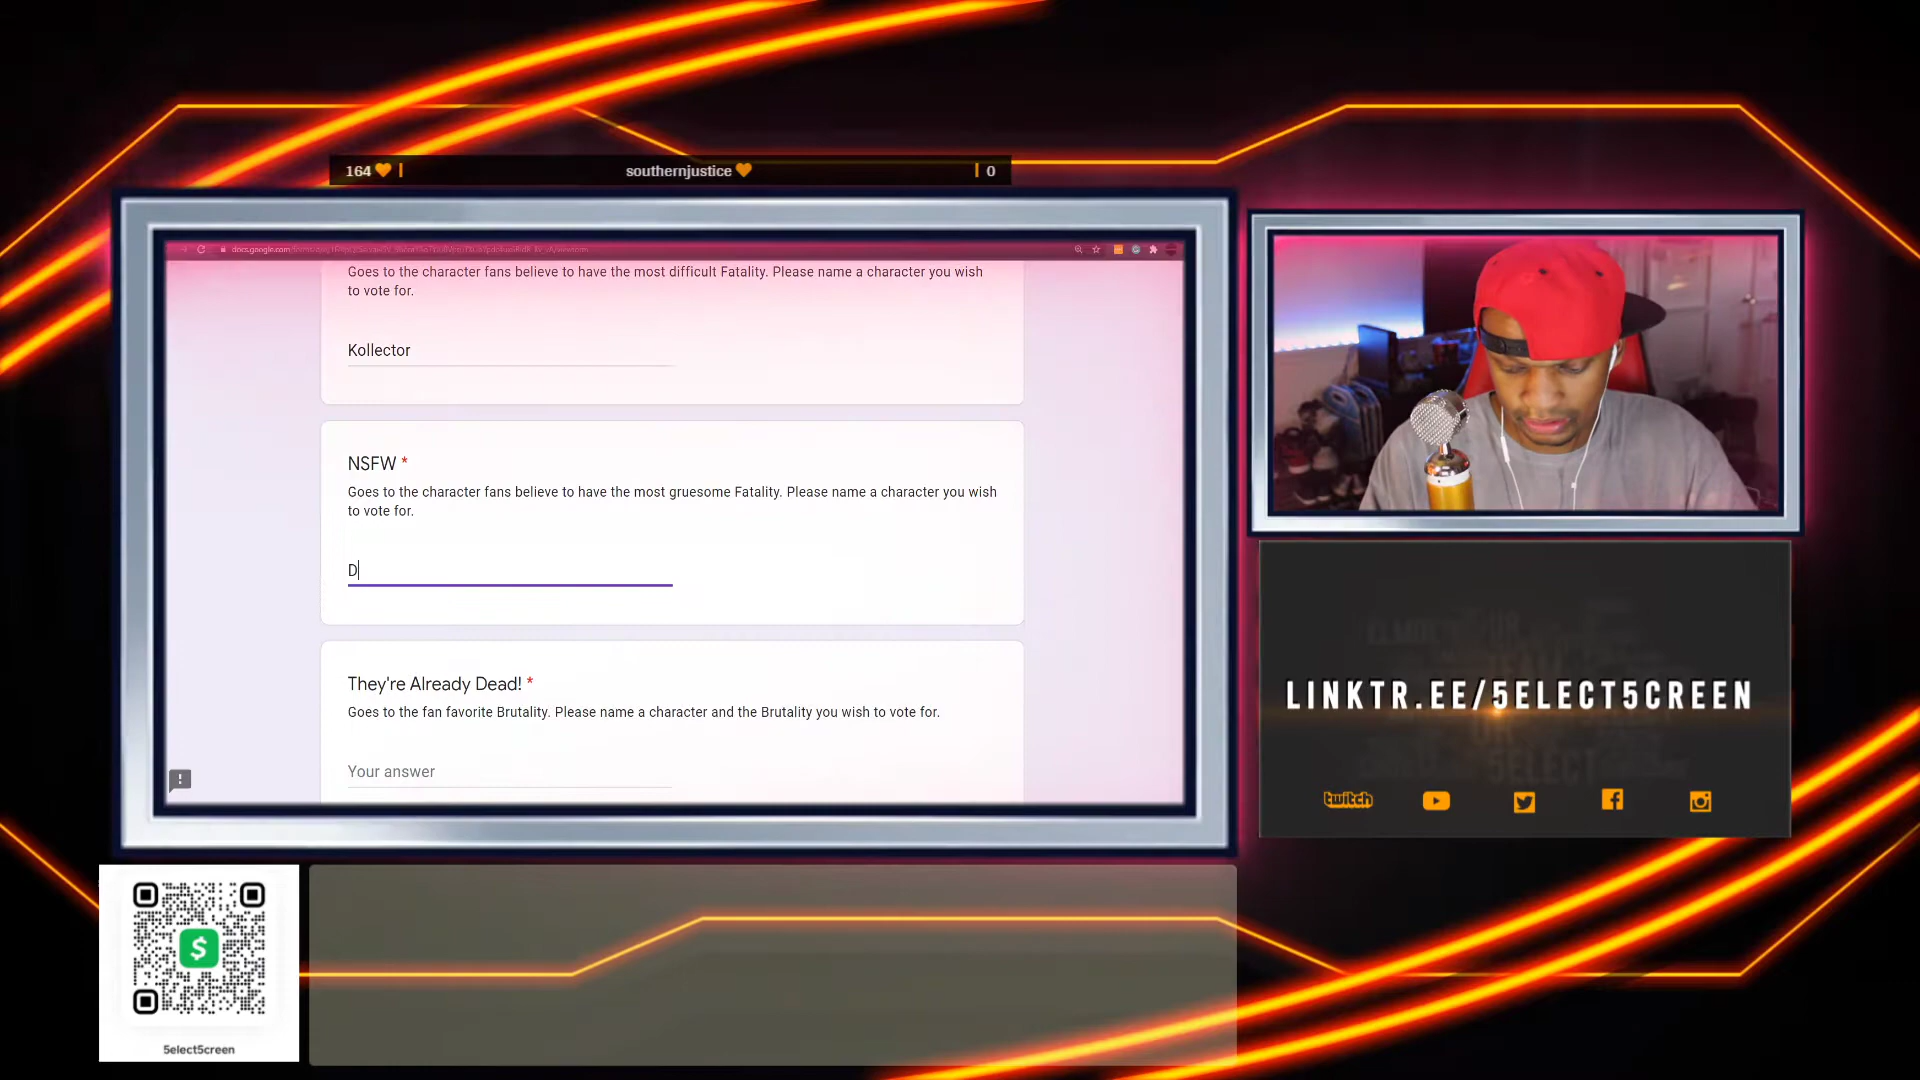 164
southernjustice
0
Goes to the character fans believe to have the most difficult Fatality. Please name a character you wish
to vote for.
Kollector
NSFW *
Goes to the character fans believe to have the most gruesome Fatality. Please name a character you wish
to vote for.
D
They're Already Dead! *
Goes to the fan favorite Brutality. Please name a character and the Brutality you wish to vote for.
Your answer
LINKTR.EE/5ELECT5CREEN
twitch
$
5elect5creen